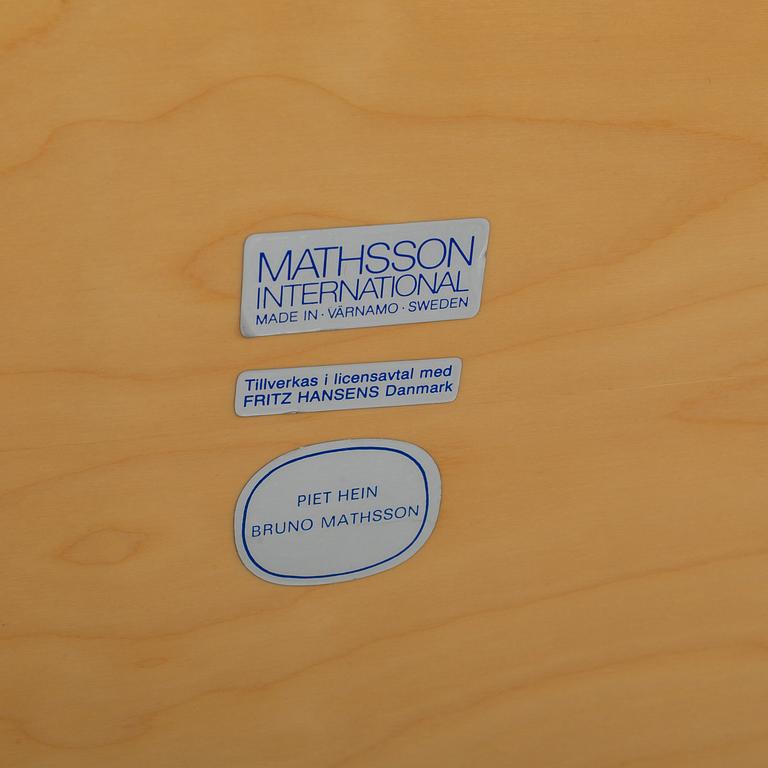 MATHSSON
INTERNATIONAL
MADE IN · VÄRNAMO · SWEDEN
Tillverkas i licensavtal med
FRITZ HANSENS Danmark
PIET HEIN
BRUNO MATHSSON